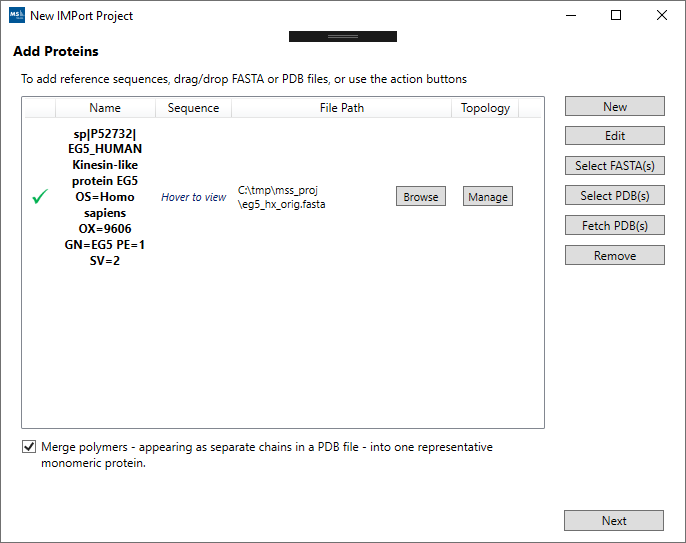 MS
New IMPort Project
Add Proteins
To add reference sequences, drag/drop FASTA or PDB files, or use the action buttons
Name Sequence File Path Topology
sp|P52732|
EG5_HUMAN
Kinesin-like
protein EG5
OS=Homo
sapiens
OX=9606
GN=EG5 PE=1
SV=2
Hover to view
C:\tmp\mss_proj
\eg5_hx_orig.fasta
Browse
Manage
New
Edit
Select FASTA(s)
Select PDB(s)
Fetch PDB(s)
Remove
Merge polymers - appearing as separate chains in a PDB file - into one representative
monomeric protein.
Next